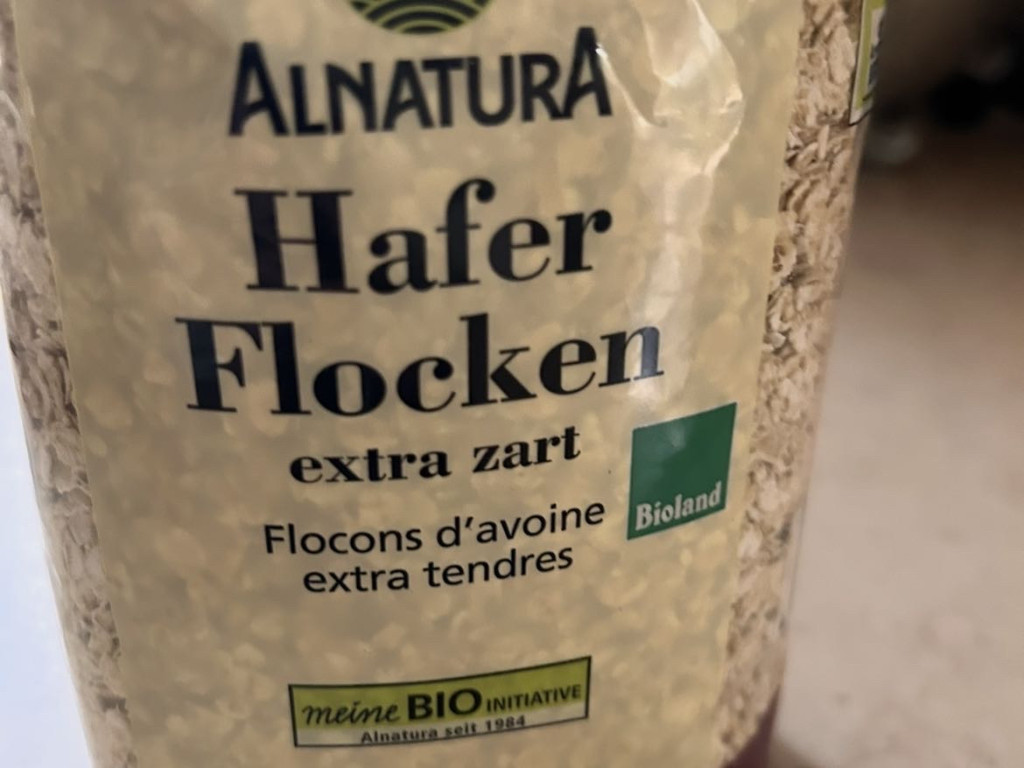 ALNATURA
Hafer
Flocken
extra zart
Flocons d'avoine
extra tendres
Bioland
meine BIO INITIATIVE
Alnatura seit 1984